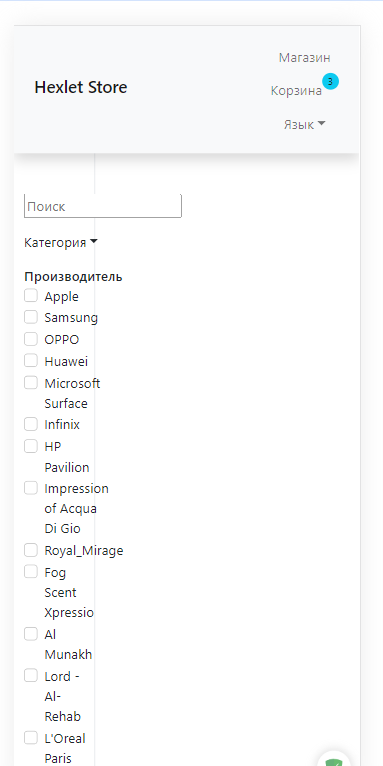 Магазин
Hexlet Store
Корзина 3
Язык
Поиск
Категория
Производитель
Apple
Samsung
OPPO
Huawei
Microsoft
Surface
Infinix
HP
Pavilion
Impression
of Acqua
Di Gio
Royal_Mirage
Fog
Scent
Xpressio
Al
Munakh
Lord -
Al-
Rehab
L'Oreal
Paris